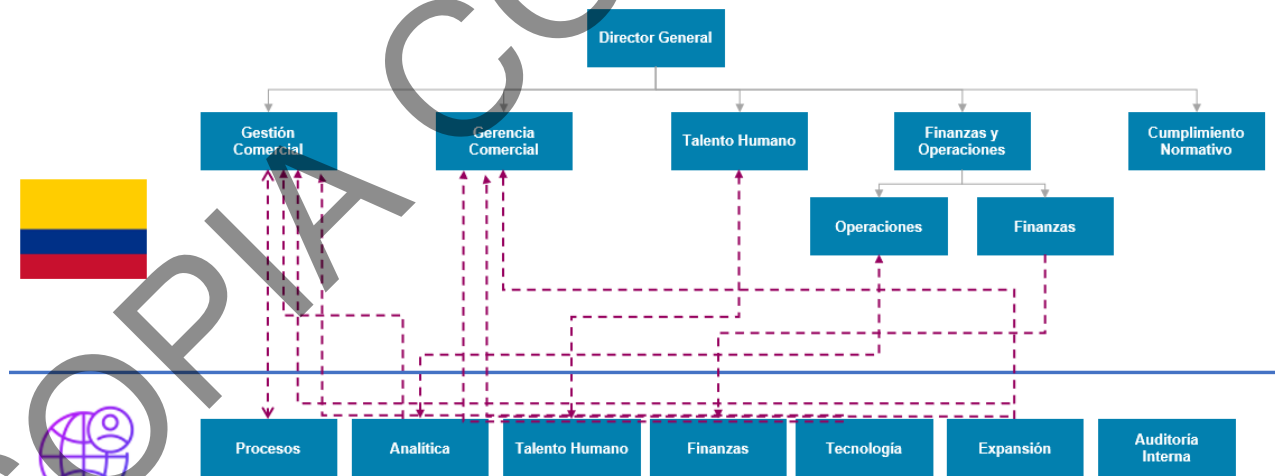 Director General
Gestión
Comercial
Gerencia
Comercial
Talento Humano
Finanzas y
Operaciones
Cumplimiento
Normativo
Operaciones
Finanzas
Procesos
Analítica
Talento Humano
Finanzas
Tecnología
Expansión
Auditoría
Interna
COPIA CO